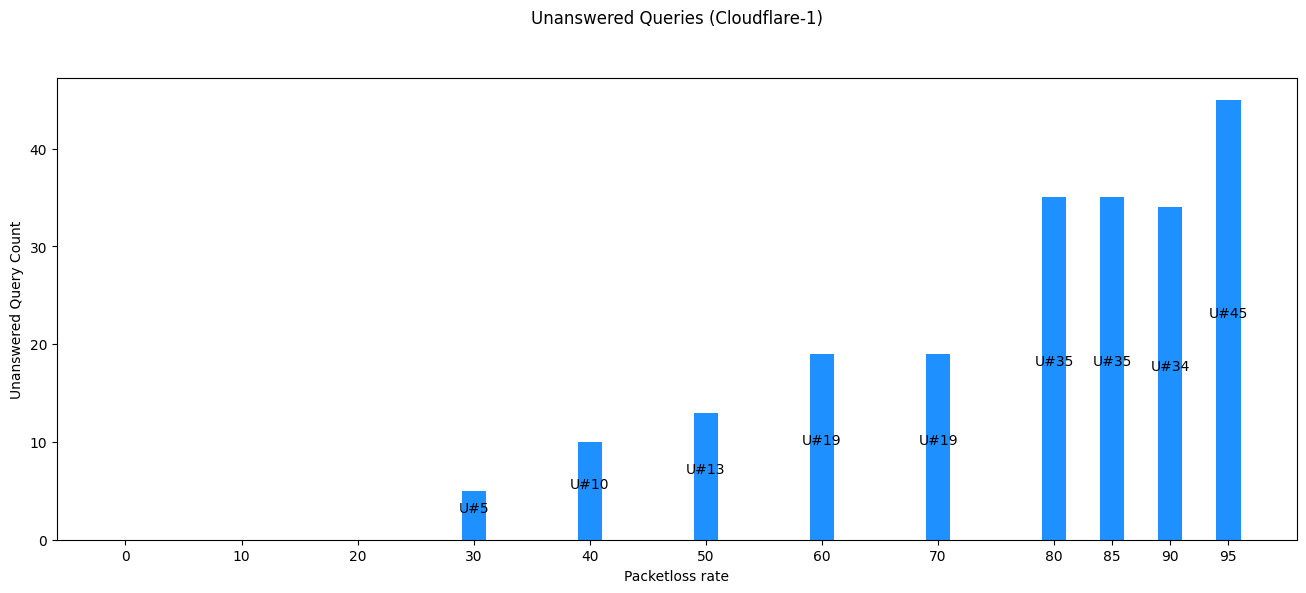 Unanswered Queries (Cloudflare-1)
Unanswered Query Count
40
30
20
10
0
U#5
U#10
U#13
U#19
U#19
U#35
U#35
U#34
U#45
0 10 20 30 40 50 60 70 80 85 90 95
Packetloss rate